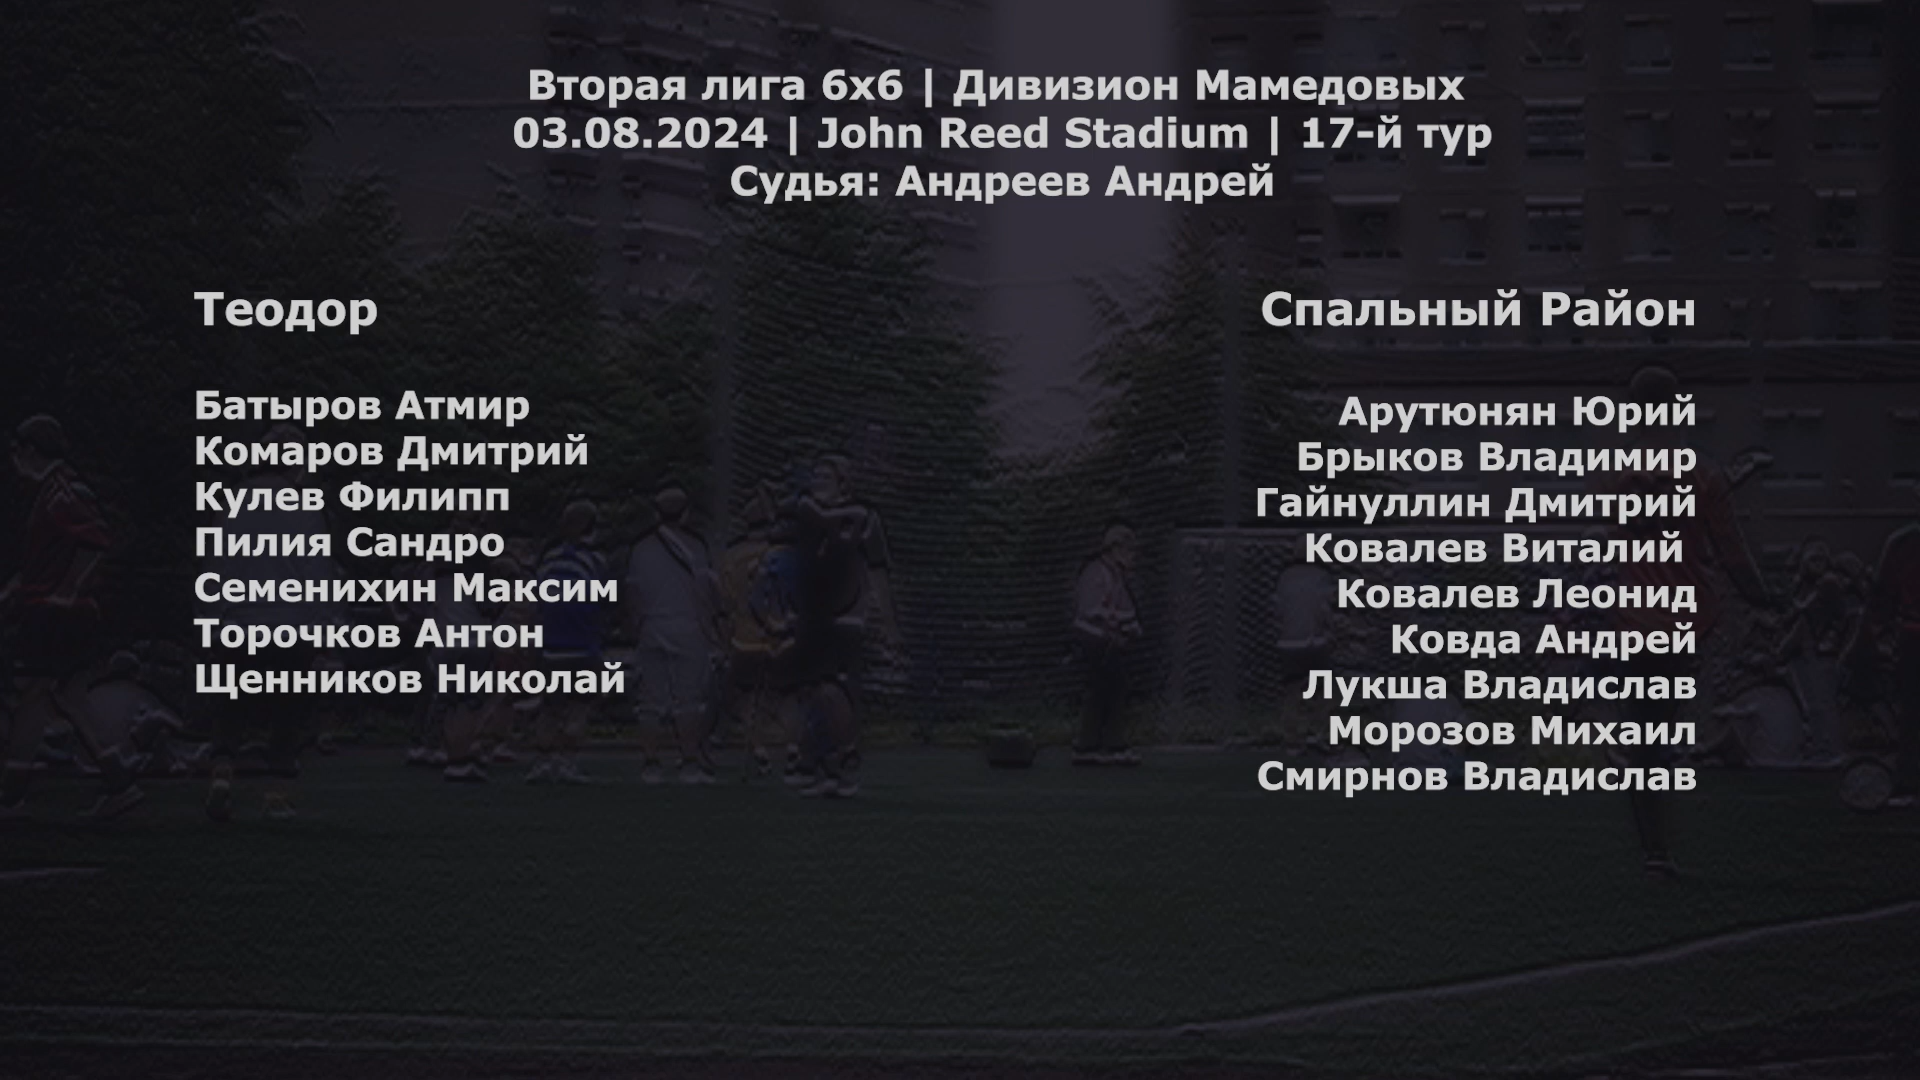 Вторая лига 6х6 | Дивизион Мамедовых
03.08.2024 | John Reed Stadium | 17-й тур
Судья: Андреев Андрей
Теодор
Батыров Атмир
Комаров Дмитрий
Кулев Филипп
Пилия Сандро
Семенихин Максим
Торочков Антон
Щенников Николай
Спальный Район
Арутюнян Юрий
Брыков Владимир
Гайнуллин Дмитрий
Ковалев Виталий
Ковалев Леонид
Ковда Андрей
Лукша Владислав
Морозов Михаил
Смирнов Владислав